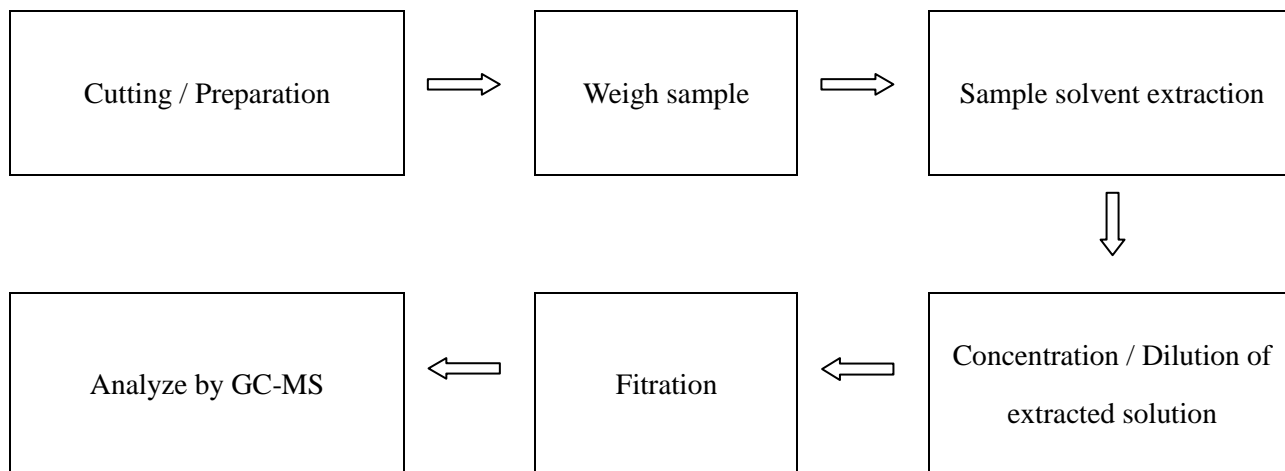 Cutting / Preparation
Weigh sample
Sample solvent extraction
Concentration / Dilution of
extracted solution
Fitration
Analyze by GC-MS